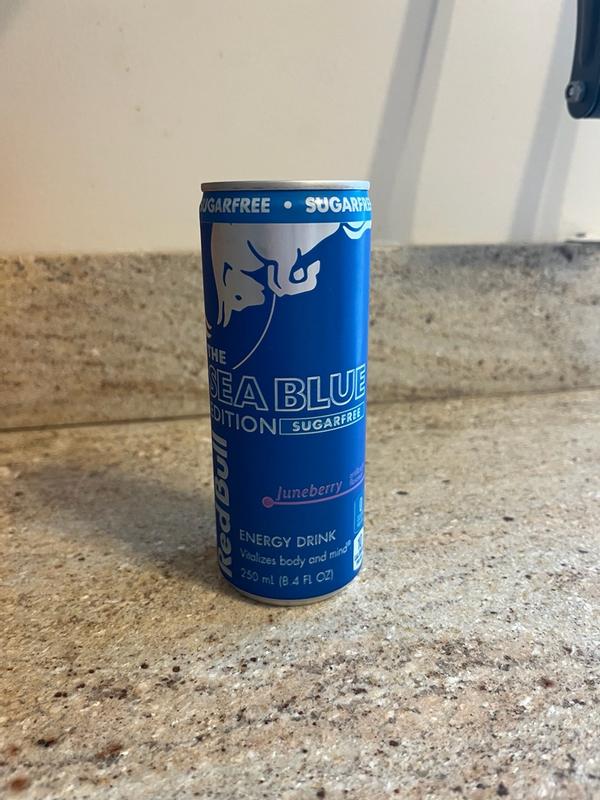 SUGARFREE • SUGARFREE
THE
SEA BLUE
EDITION SUGARFREE
Red Bull
Juneberry
ENERGY DRINK
Vitalizes body and mind®
250 mL (8.4 FL OZ)